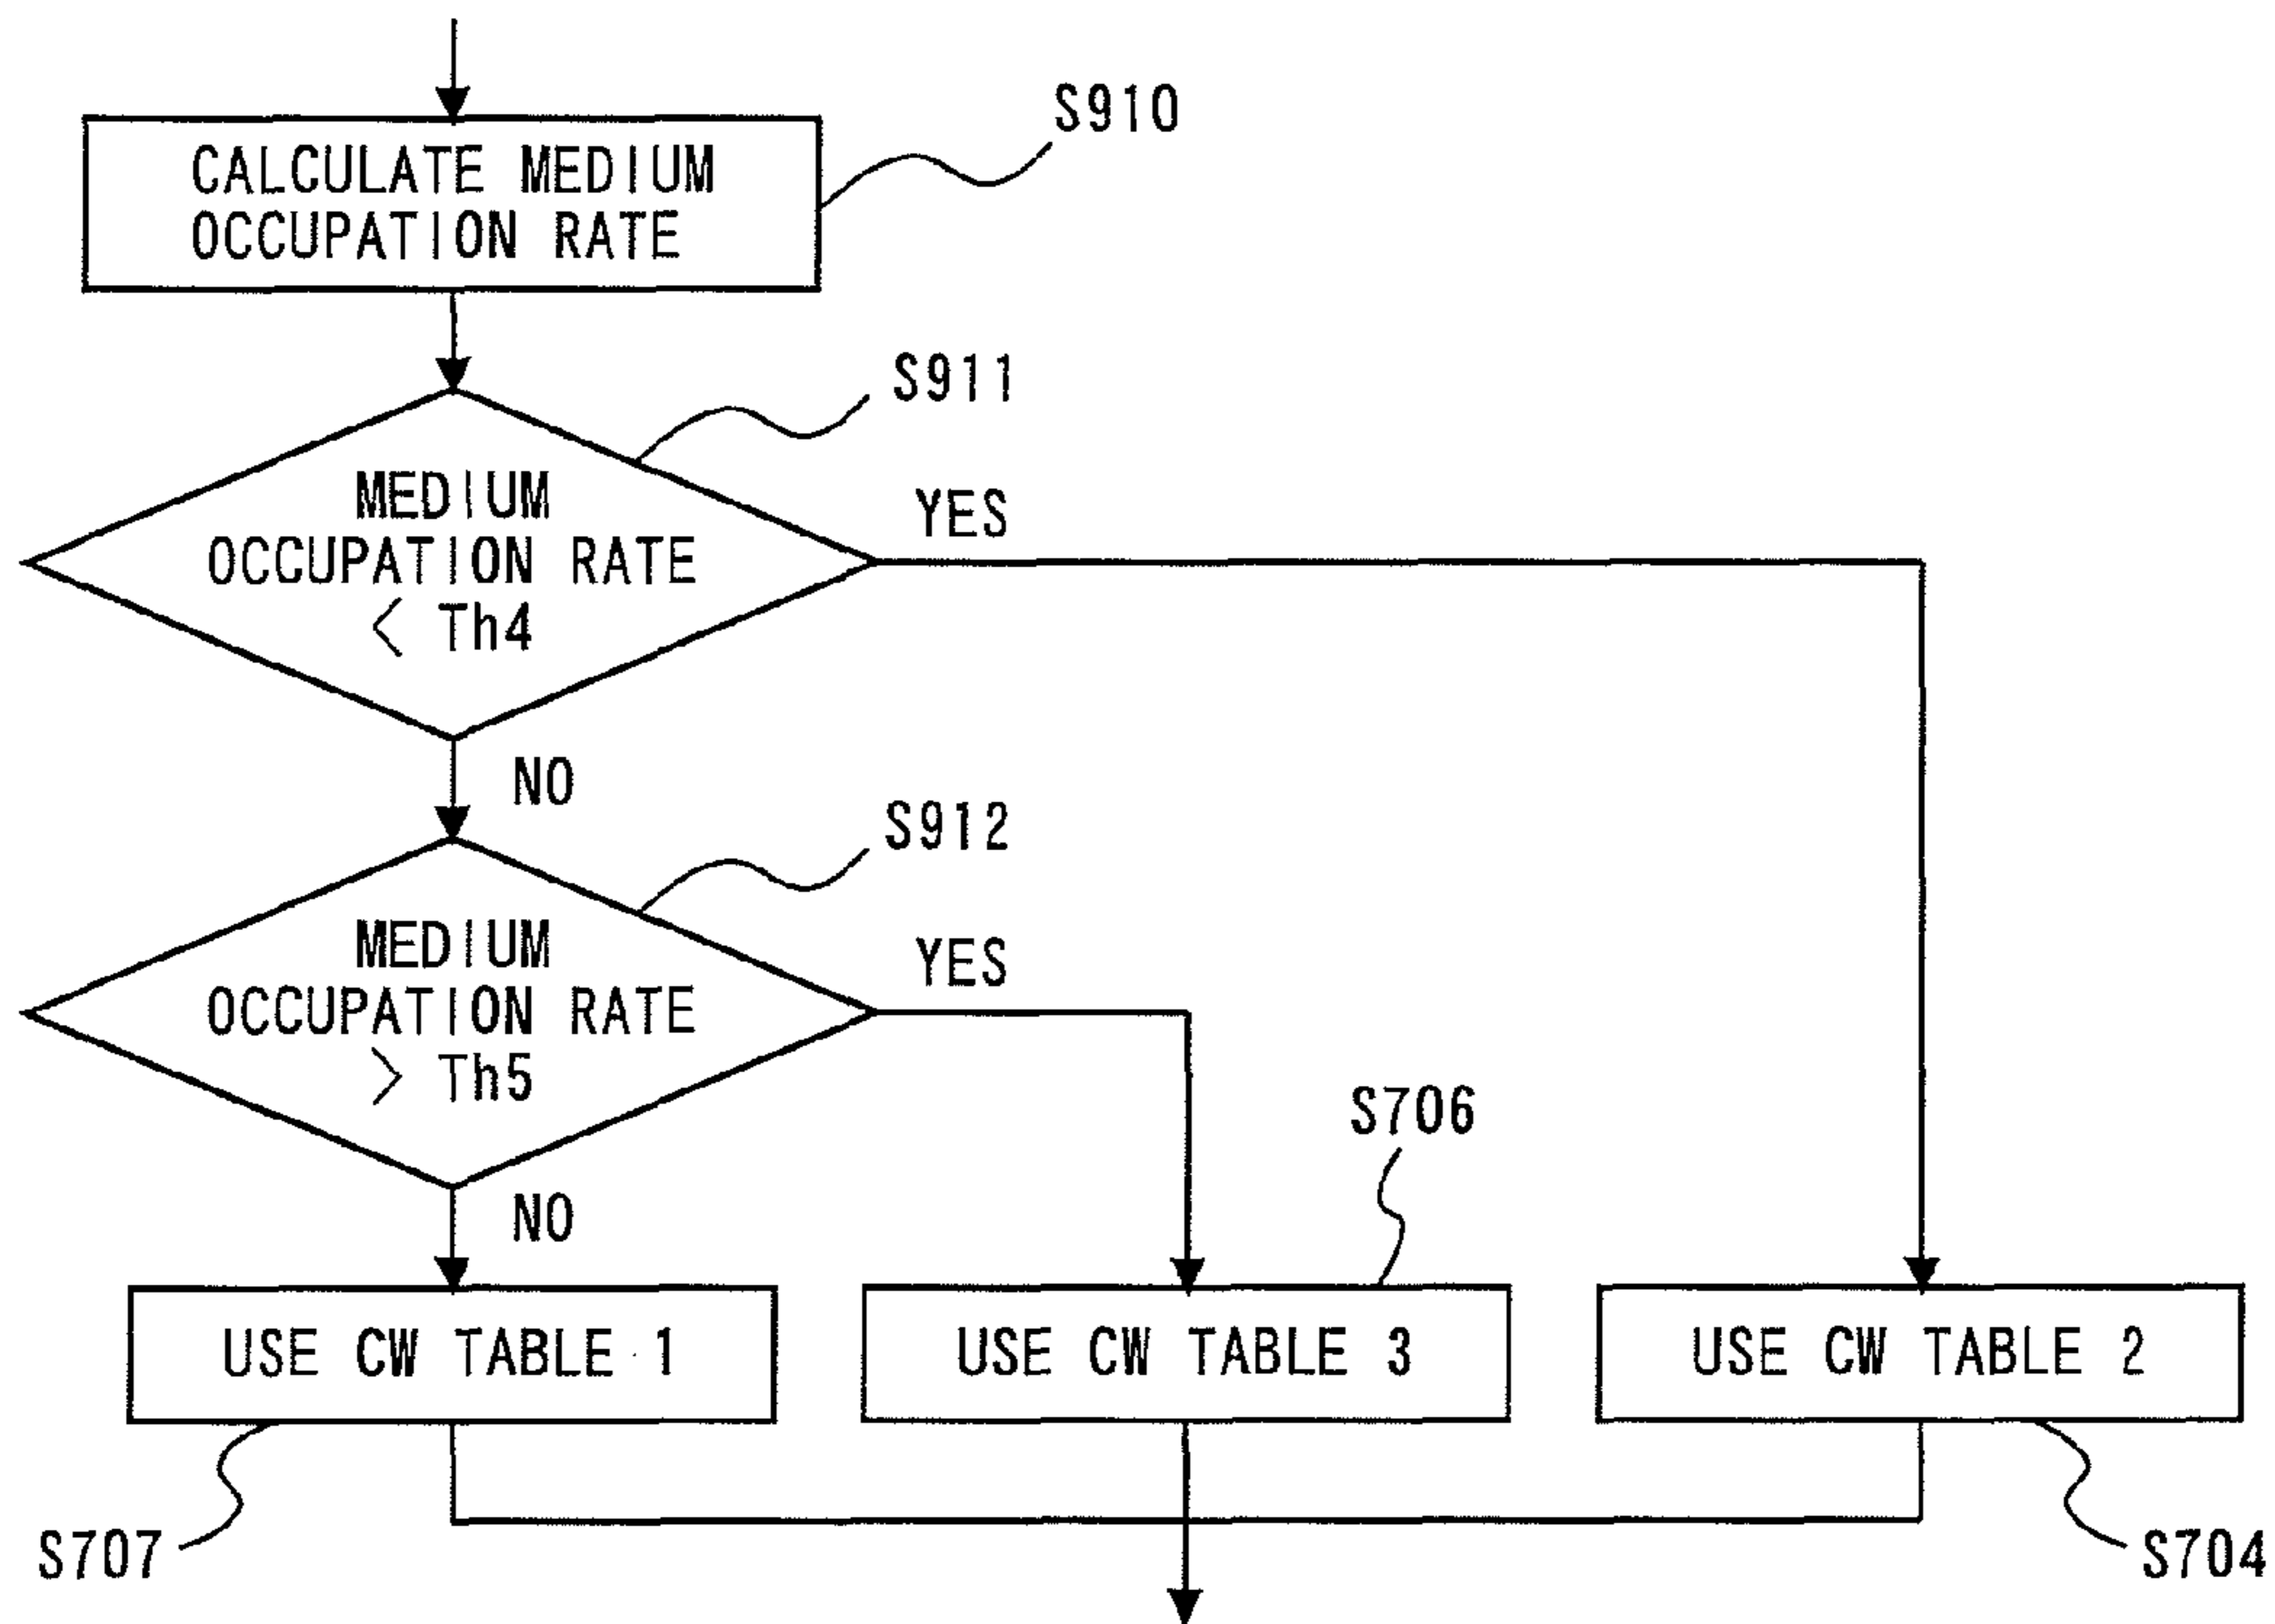 S910
CALCULATE MEDIUM
OCCUPATION RATE
S911
MEDIUM
OCCUPATION RATE
< Th4
YES
NO
S912
MEDIUM
OCCUPATION RATE
> Th5
YES
NO
S706
USE CW TABLE 1
USE CW TABLE 3
USE CW TABLE 2
S707
S704